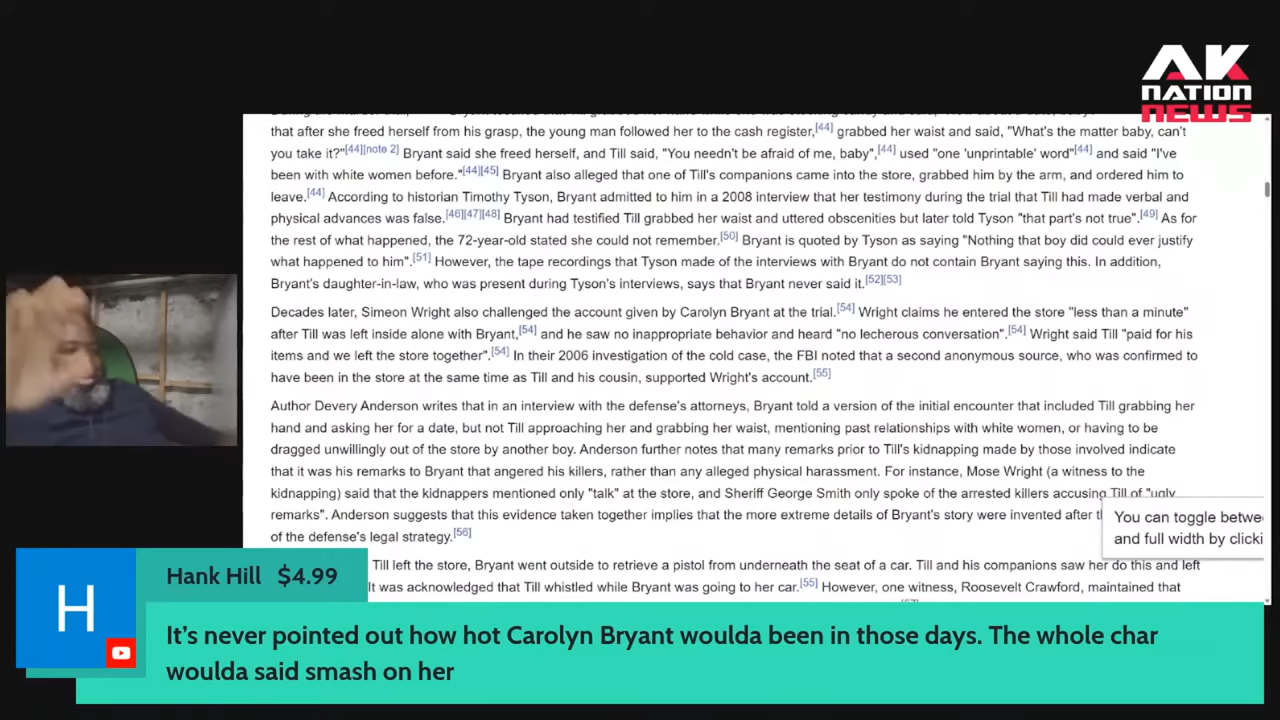 AK
NATION
NEWS
that after she freed herself from his grasp, the young man followed her to the cash register,[44] grabbed her waist and said, "What's the matter baby, can't
you take it?"[44][note 2] Bryant said she freed herself, and Till said, "You needn't be afraid of me, baby",[44] used "one 'unprintable' word"[44] and said "I've
been with white women before."[44][45] Bryant also alleged that one of Till's companions came into the store, grabbed him by the arm, and ordered him to
leave.[44] According to historian Timothy Tyson, Bryant admitted to him in a 2008 interview that her testimony during the trial that Till had made verbal and
physical advances was false.[46][47][48] Bryant had testified Till grabbed her waist and uttered obscenities but later told Tyson "that part's not true".[49] As for
the rest of what happened, the 72-year-old stated she could not remember.[50] Bryant is quoted by Tyson as saying "Nothing that boy did could ever justify
what happened to him".[51] However, the tape recordings that Tyson made of the interviews with Bryant do not contain Bryant saying this. In addition,
Bryant's daughter-in-law, who was present during Tyson's interviews, says that Bryant never said it.[52][53]
Decades later, Simeon Wright also challenged the account given by Carolyn Bryant at the trial.[54] Wright claims he entered the store "less than a minute"
after Till was left inside alone with Bryant,[54] and he saw no inappropriate behavior and heard "no lecherous conversation".[54] Wright said Till "paid for his
items and we left the store together".[54] In their 2006 investigation of the cold case, the FBI noted that a second anonymous source, who was confirmed to
have been in the store at the same time as Till and his cousin, supported Wright's account.[55]
Author Devery Anderson writes that in an interview with the defense's attorneys, Bryant told a version of the initial encounter that included Till grabbing her
hand and asking her for a date, but not Till approaching her and grabbing her waist, mentioning past relationships with white women, or having to be
dragged unwillingly out of the store by another boy. Anderson further notes that many remarks prior to Till's kidnapping made by those involved indicate
that it was his remarks to Bryant that angered his killers, rather than any alleged physical harassment. For instance, Mose Wright (a witness to the
kidnapping) said that the kidnappers mentioned only "talk" at the store, and Sheriff George Smith only spoke of the arrested killers accusing Till of "ugly
remarks". Anderson suggests that this evidence taken together implies that the more extreme details of Bryant's story were invented after
of the defense's legal strategy.[56]
You can toggle betwe
and full width by clicki
Till left the store, Bryant went outside to retrieve a pistol from underneath the seat of a car. Till and his companions saw her do this and left
It was acknowledged that Till whistled while Bryant was going to her car.[55] However, one witness, Roosevelt Crawford, maintained that
H
Hank Hill $4.99
It's never pointed out how hot Carolyn Bryant woulda been in those days. The whole char
woulda said smash on her